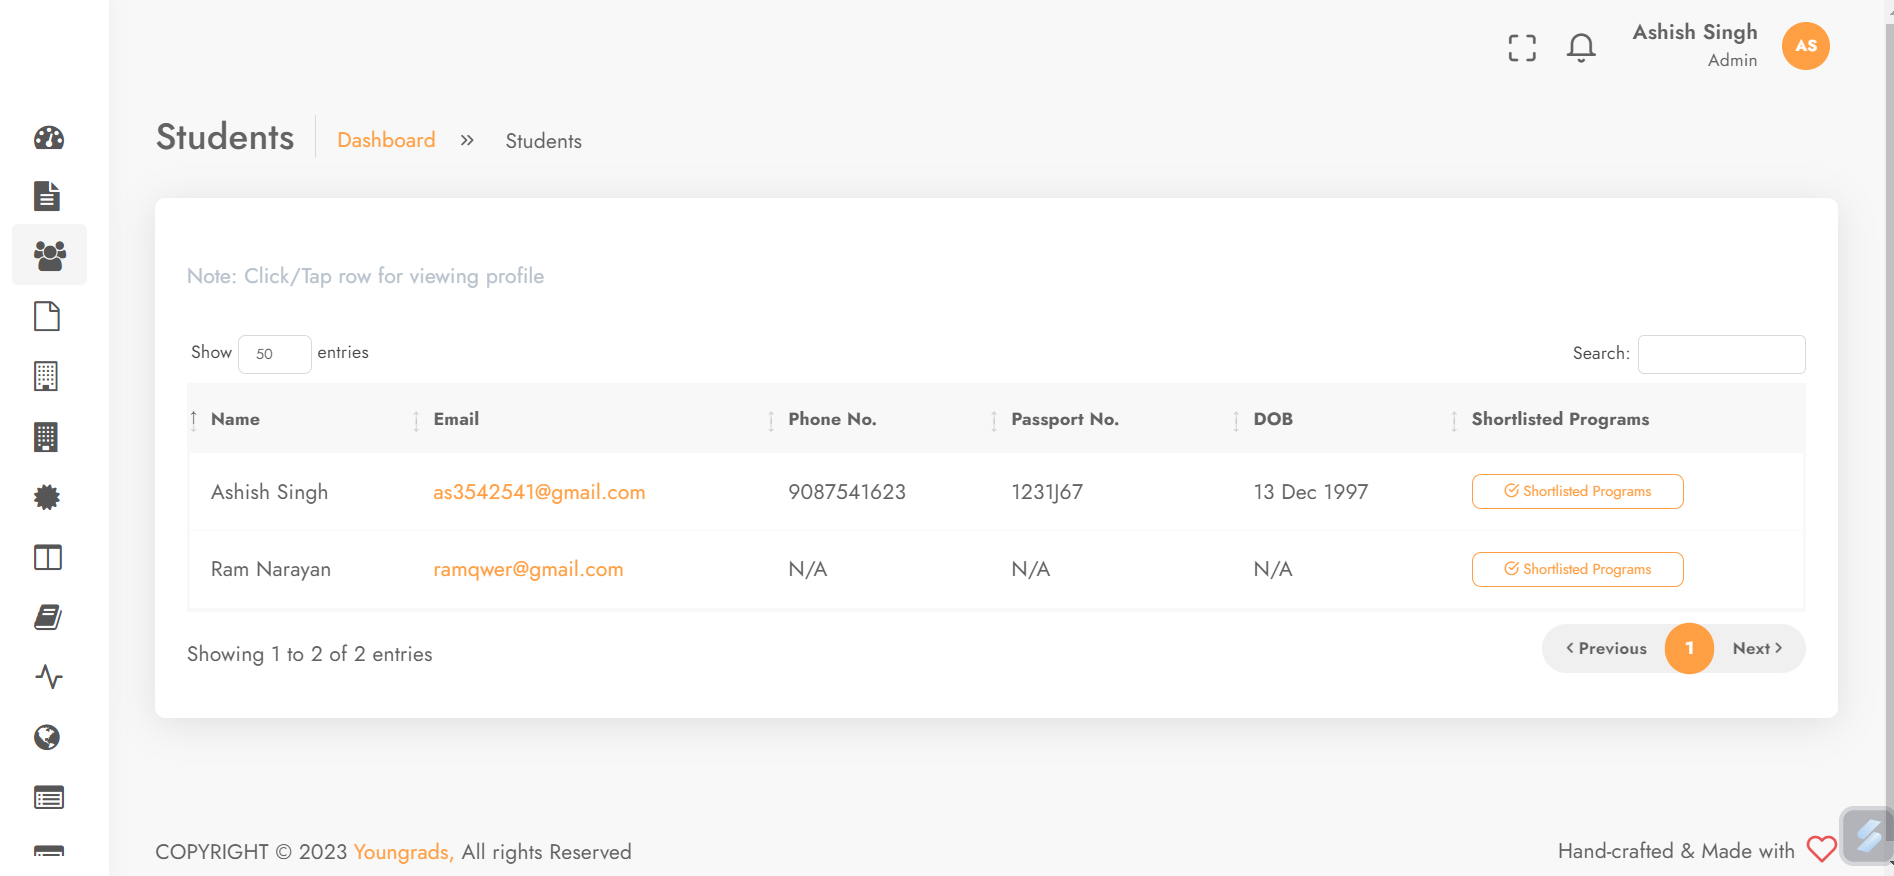 Ashish Singh
Admin
AS
Students
Dashboard » Students
Note: Click/Tap row for viewing profile
Show 50 entries
Search:
Name Email Phone No. Passport No. DOB Shortlisted Programs
Ashish Singh as3542541@gmail.com 9087541623 1231J67 13 Dec 1997 Shortlisted Programs
Ram Narayan ramqwer@gmail.com N/A N/A N/A Shortlisted Programs
Showing 1 to 2 of 2 entries
Previous 1 Next
COPYRIGHT © 2023 Youngrads, All rights Reserved
Hand-crafted & Made with